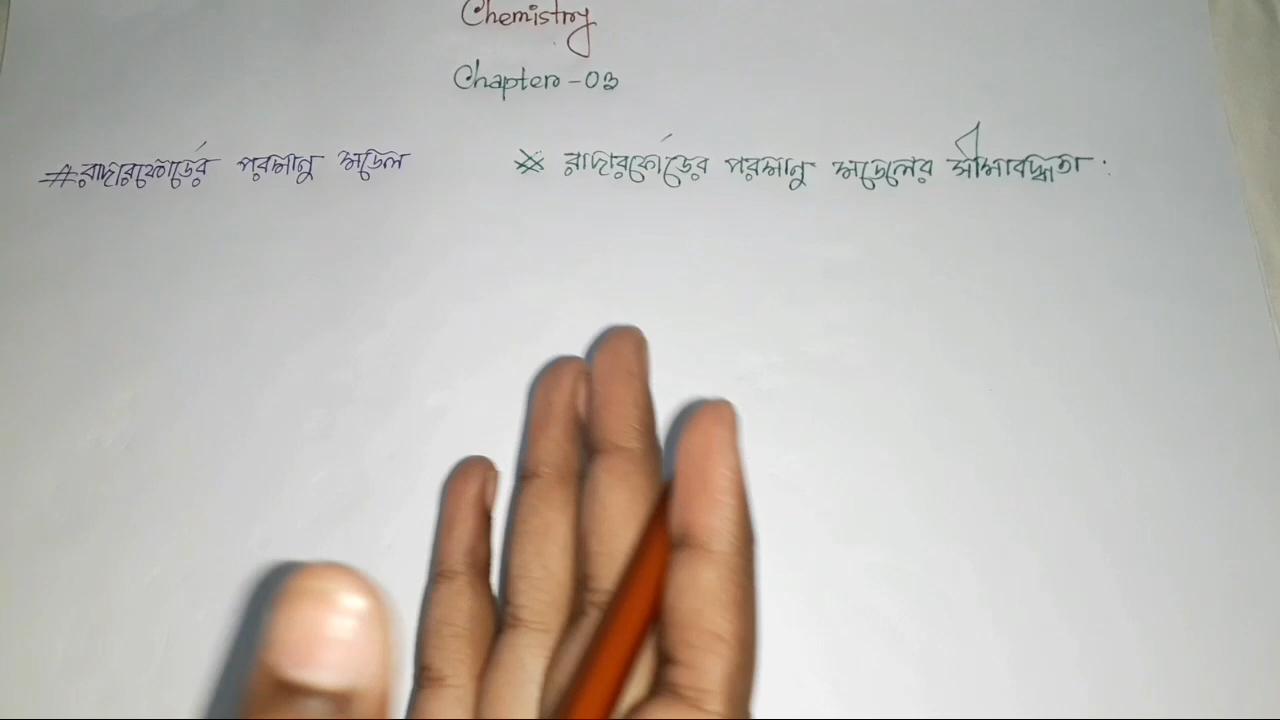 Chemistry
Chapter-03
# রাদারফোর্ডের পরমানু মডেল
※ রাদারফোর্ডের পরমানু মডেলের সীমাবদ্ধতা.